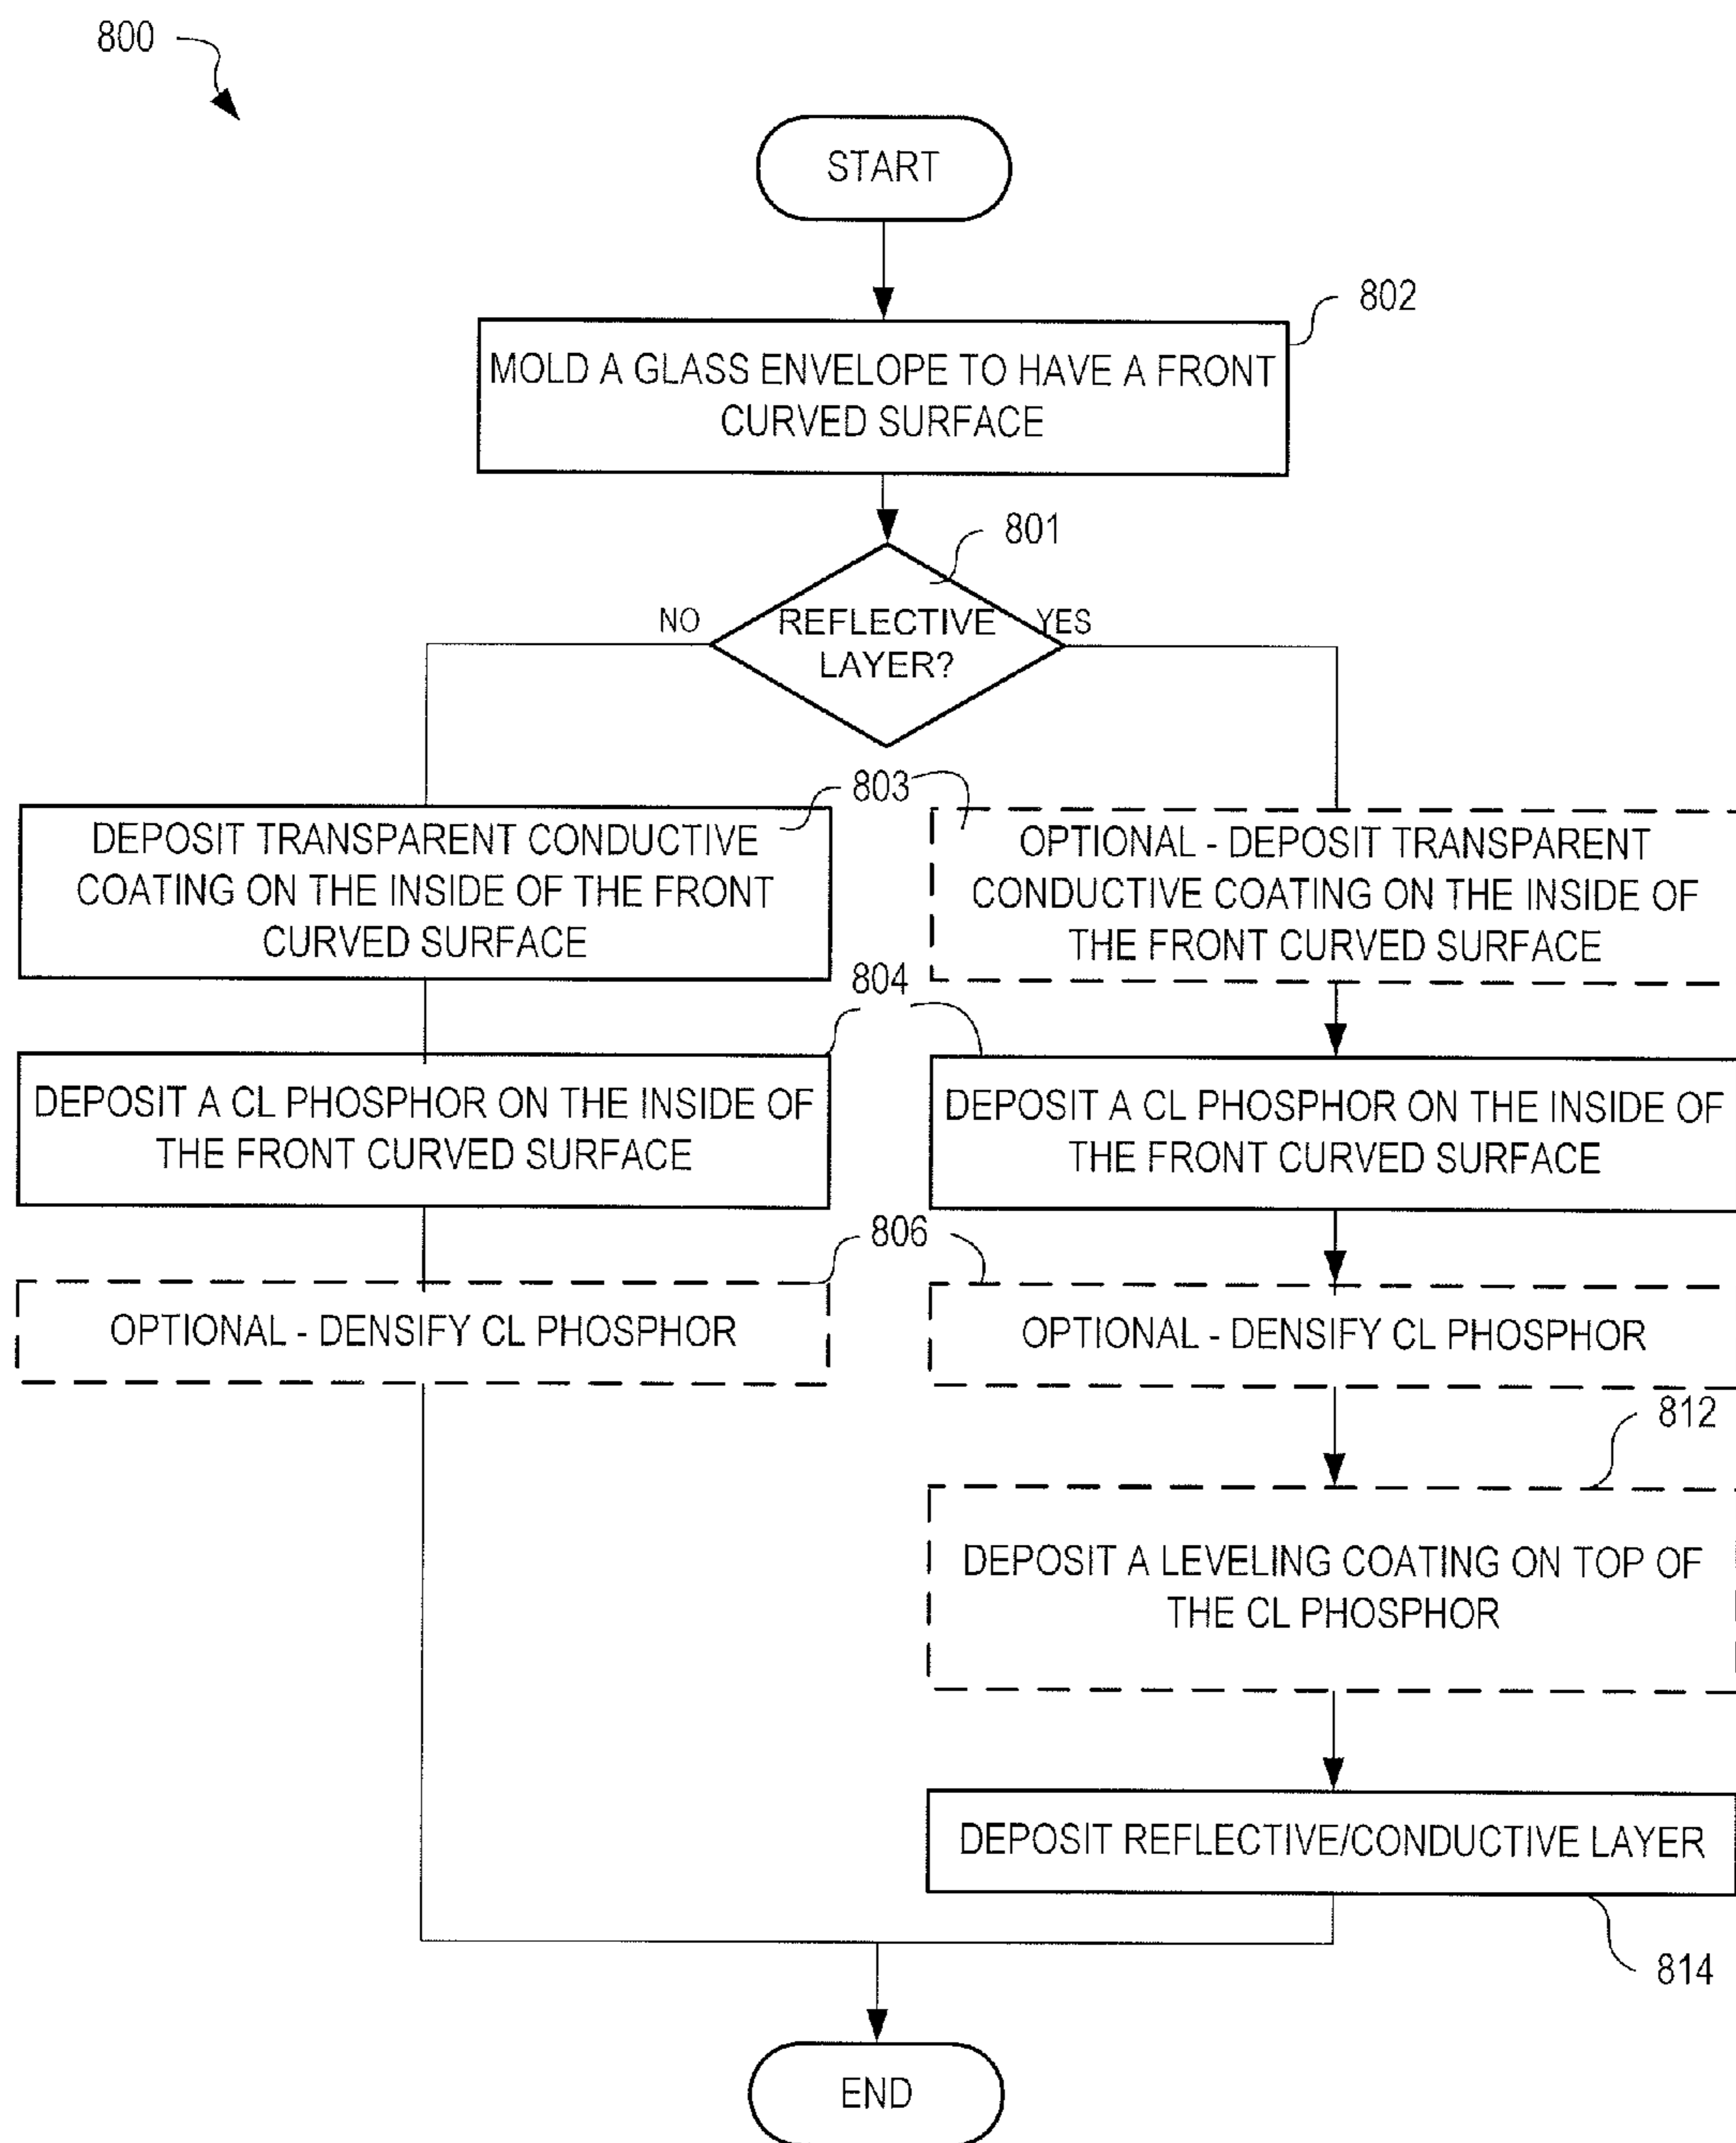 800
START
802
MOLD A GLASS ENVELOPE TO HAVE A FRONT
CURVED SURFACE
801
NO
REFLECTIVE
LAYER?
YES
803
DEPOSIT TRANSPARENT CONDUCTIVE
COATING ON THE INSIDE OF THE FRONT
CURVED SURFACE
OPTIONAL - DEPOSIT TRANSPARENT
CONDUCTIVE COATING ON THE INSIDE OF
THE FRONT CURVED SURFACE
804
DEPOSIT A CL PHOSPHOR ON THE INSIDE OF
THE FRONT CURVED SURFACE
DEPOSIT A CL PHOSPHOR ON THE INSIDE OF
THE FRONT CURVED SURFACE
806
OPTIONAL - DENSIFY CL PHOSPHOR
OPTIONAL - DENSIFY CL PHOSPHOR
812
DEPOSIT A LEVELING COATING ON TOP OF
THE CL PHOSPHOR
DEPOSIT REFLECTIVE/CONDUCTIVE LAYER
814
END